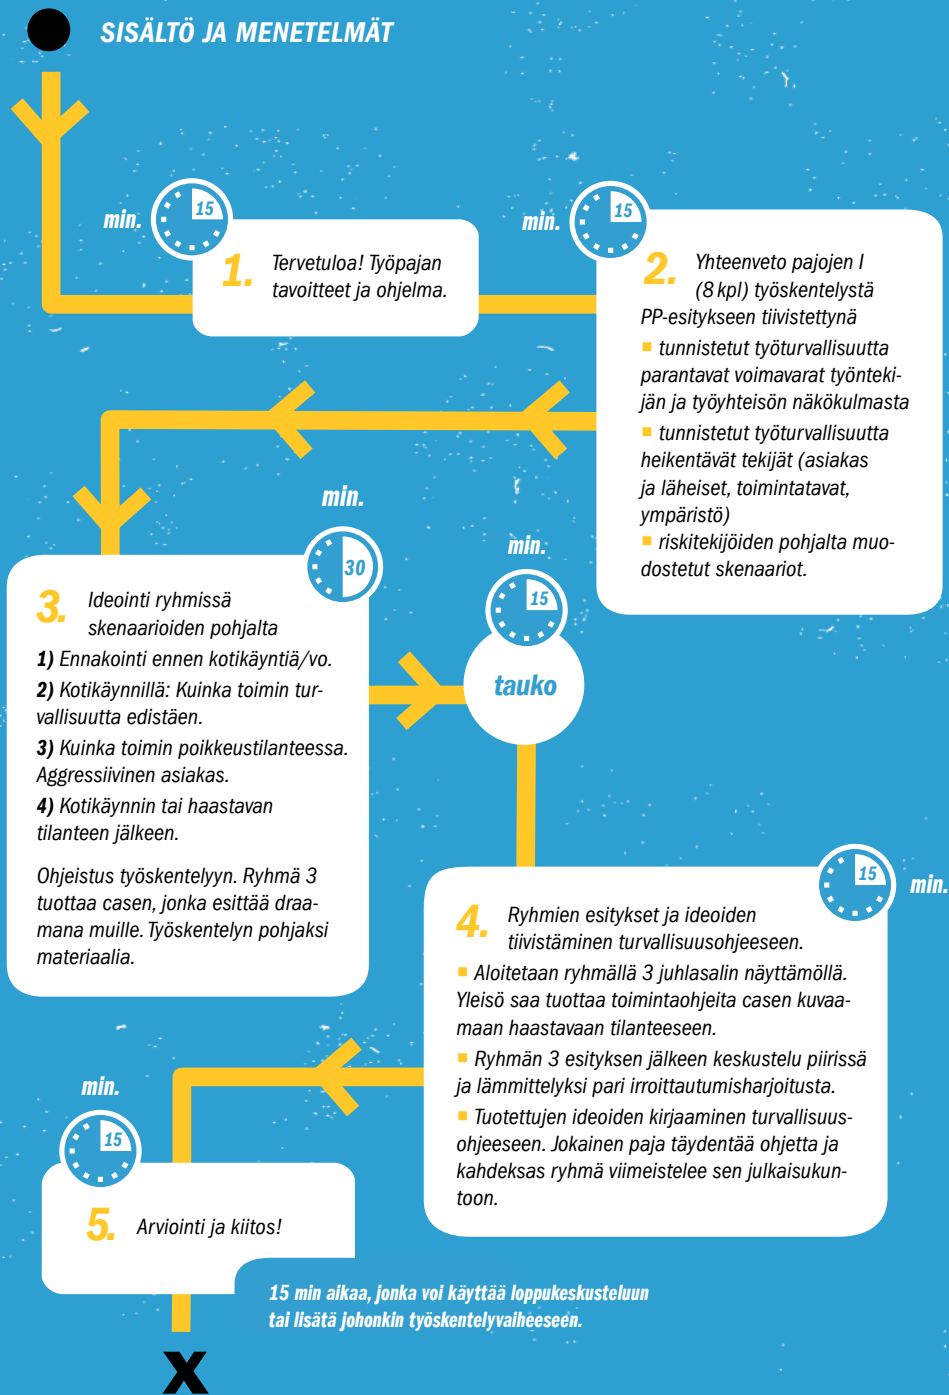 SISÄLTÖ JA MENETELMÄT
min.
15
1. Tervetuloa! Työpajan
tavoitteet ja ohjelma.
min.
15
2. Yhteenveto pajojen I
(8 kpl) työskentelystä
PP-esitykseen tiivistettynä
▪ tunnistetut työturvallisuutta
parantavat voimavarat työnteki-
jän ja työyhteisön näkökulmasta
▪ tunnistetut työturvallisuutta
heikentävät tekijät (asiakas
ja läheiset, toimintatavat,
ympäristö)
▪ riskitekijöiden pohjalta muo-
dostetut skenaariot.
min.
30
3. Ideointi ryhmissä
skenaarioiden pohjalta
1) Ennakointi ennen kotikäyntiä/vo.
2) Kotikäynnillä: Kuinka toimin tur-
vallisuutta edistäen.
3) Kuinka toimin poikkeustilanteessa.
Aggressiivinen asiakas.
4) Kotikäynnin tai haastavan
tilanteen jälkeen.
Ohjeistus työskentelyyn. Ryhmä 3
tuottaa casen, jonka esittää draa-
mana muille. Työskentelyn pohjaksi
materiaalia.
min.
15
tauko
15
min.
4. Ryhmien esitykset ja ideoiden
tiivistäminen turvallisuusohjeeseen.
▪ Aloitetaan ryhmällä 3 juhlasalin näyttämöllä.
Yleisö saa tuottaa toimintaohjeita casen kuvaa-
maan haastavaan tilanteeseen.
▪ Ryhmän 3 esityksen jälkeen keskustelu piirissä
ja lämmittelyksi pari irroittautumisharjoitusta.
▪ Tuotettujen ideoiden kirjaaminen turvallisuus-
ohjeeseen. Jokainen paja täydentää ohjetta ja
kahdeksas ryhmä viimeistelee sen julkaisukun-
toon.
min.
15
5. Arviointi ja kiitos!
15 min aikaa, jonka voi käyttää loppukeskusteluun
tai lisätä johonkin työskentelyvaiheeseen.
X